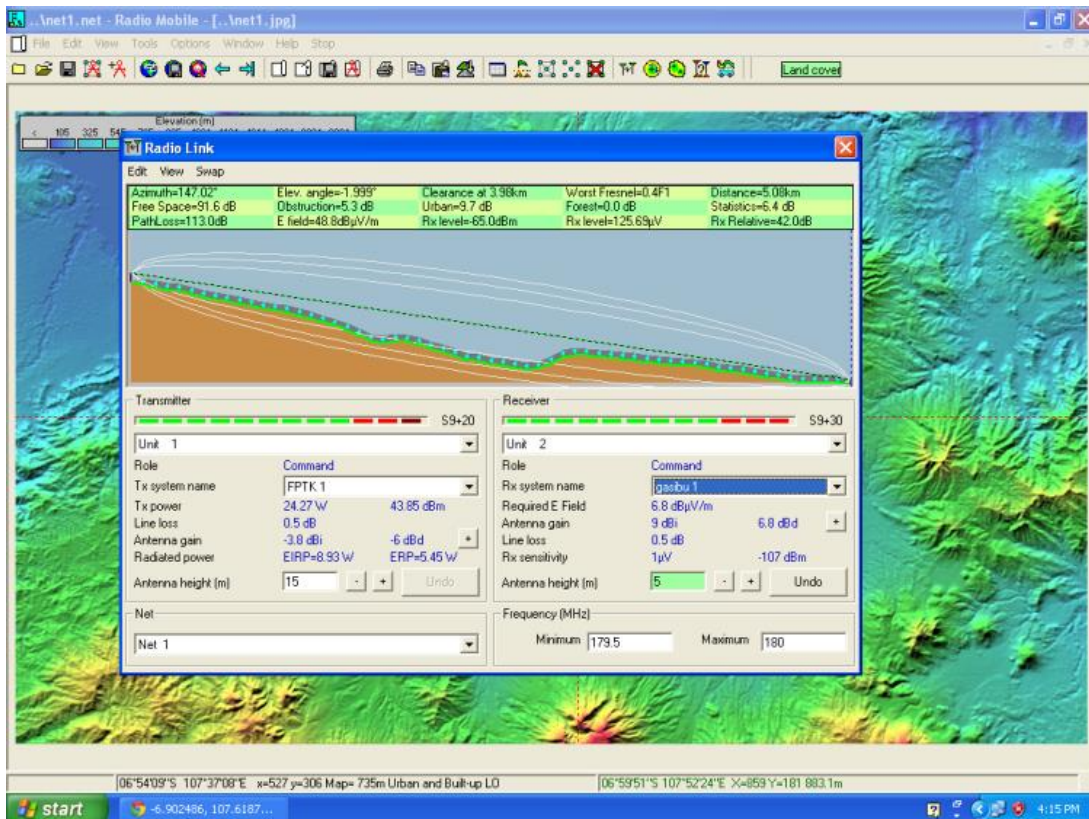 ..\net1.net - Radio Mobile - [..\net1.jpg]
File Edit View Tools Options Window Help Stop
Land cover
Elevation (m)
< 105 325 545
Radio Link
Edit View Swap
Azimuth=147.02° Elev. angle=-1.999° Clearance at 3.98km Worst Fresnel=0.4F1 Distance=5.08km
Free Space=91.6 dB Obstruction=5.3 dB Urban=9.7 dB Forest=0.0 dB Statistics=6.4 dB
PathLoss=113.0dB E field=48.8dBµV/m Rx level=-65.0dBm Rx level=125.69µV Rx Relative=42.0dB
Transmitter
S9+20
Unit 1
Role Command
Tx system name FPTK 1
Tx power 24.27 W 43.85 dBm
Line loss 0.5 dB
Antenna gain -3.8 dBi -6 dBd +
Radiated power EIRP=8.93 W ERP=5.45 W
Antenna height (m) 15 - + Undo
Net
Net 1
Receiver
S9+30
Unit 2
Role Command
Rx system name gasibu 1
Required E Field 6.8 dBµV/m
Antenna gain 9 dBi 6.8 dBd +
Line loss 0.5 dB
Rx sensitivity 1µV -107 dBm
Antenna height (m) 5 - + Undo
Frequency (MHz)
Minimum 179.5 Maximum 180
06°54'09"S 107°37'08"E x=527 y=306 Map= 735m Urban and Built-up LO
06°59'51"S 107°52'24"E X=859 Y=181 883.1m
start
-6.902486, 107.6187...
4:15 PM